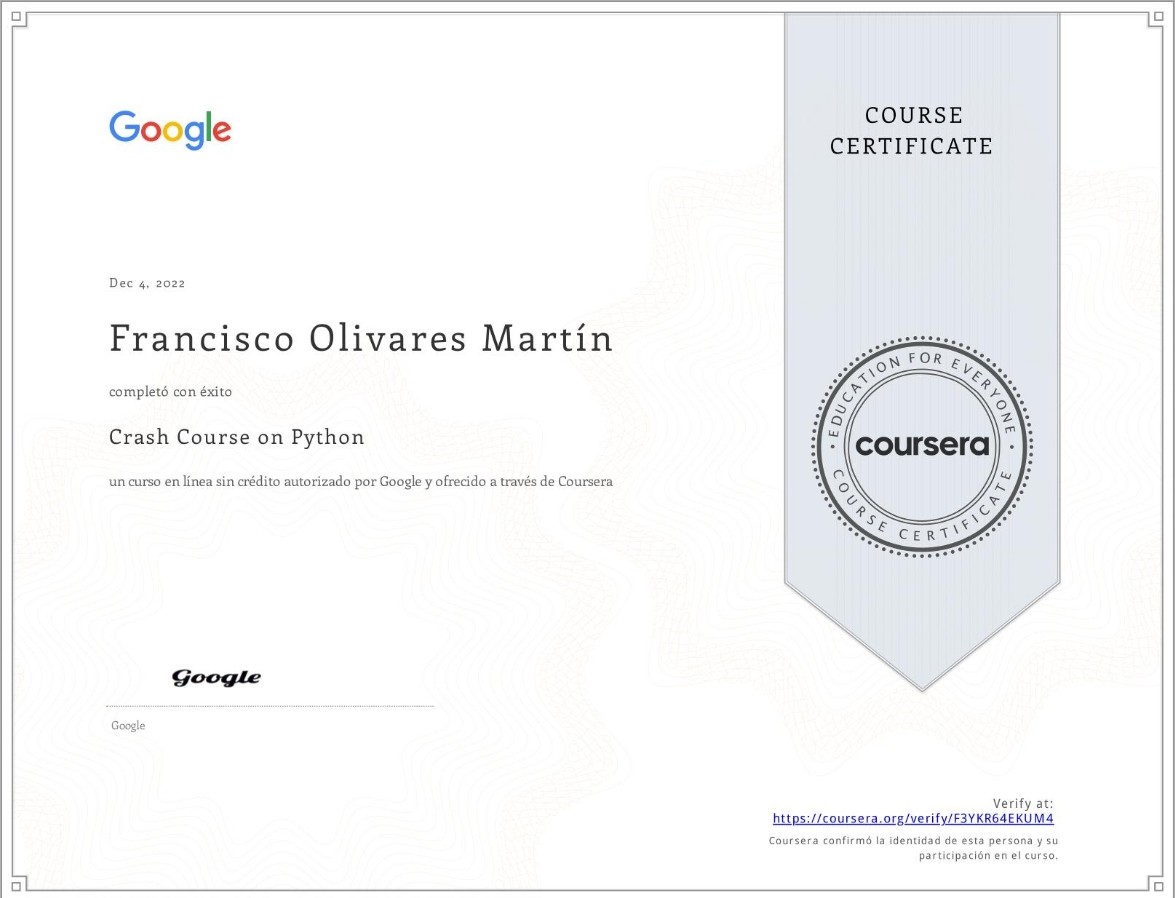 Google
COURSE
CERTIFICATE
Dec 4, 2022
Francisco Olivares Martín
completó con éxito
Crash Course on Python
un curso en línea sin crédito autorizado por Google y ofrecido a través de Coursera
EDUCATION FOR EVERYONE
coursera
COURSE CERTIFICATE
Google
Google
Verify at:
https://coursera.org/verify/F3YKR64EKUM4
Coursera confirmó la identidad de esta persona y su
participación en el curso.